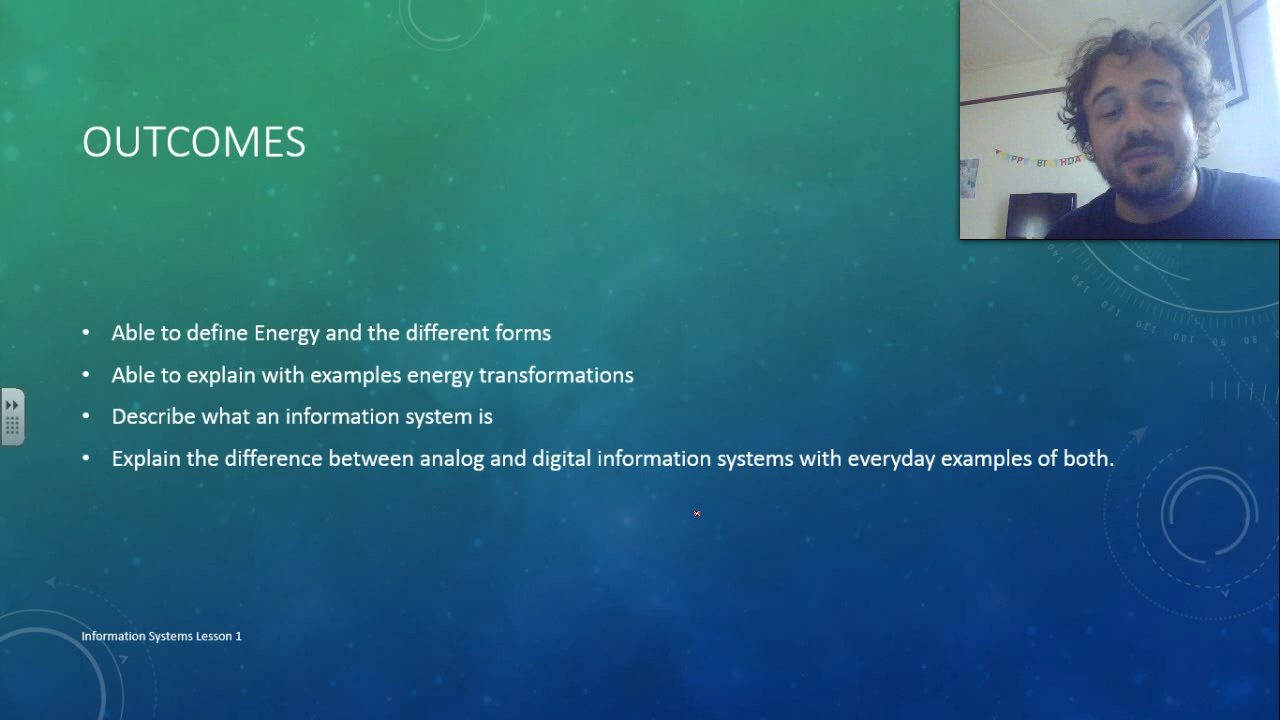 OUTCOMES
• Able to define Energy and the different forms
• Able to explain with examples energy transformations
• Describe what an information system is
• Explain the difference between analog and digital information systems with everyday examples of both.
Information Systems Lesson 1